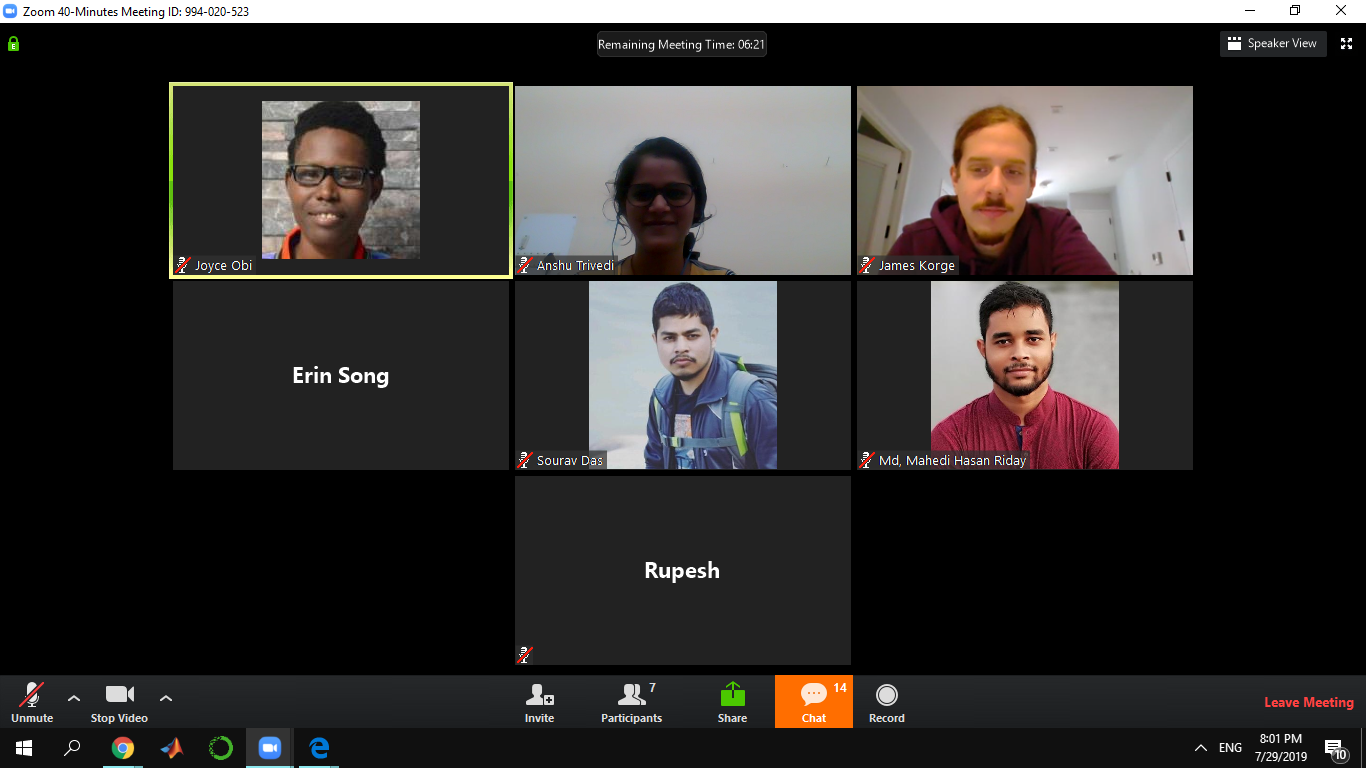 Zoom 40-Minutes Meeting ID: 994-020-523
E
Remaining Meeting Time: 06:21
Speaker View
Joyce Obi
Anshu Trivedi
James Korge
Erin Song
Sourav Das
Md, Mahedi Hasan Riday
Rupesh
7
14
Unmute
Stop Video
Invite
Participants
Share
Chat
Record
Leave Meeting
ENG
8:01 PM
7/29/2019
10